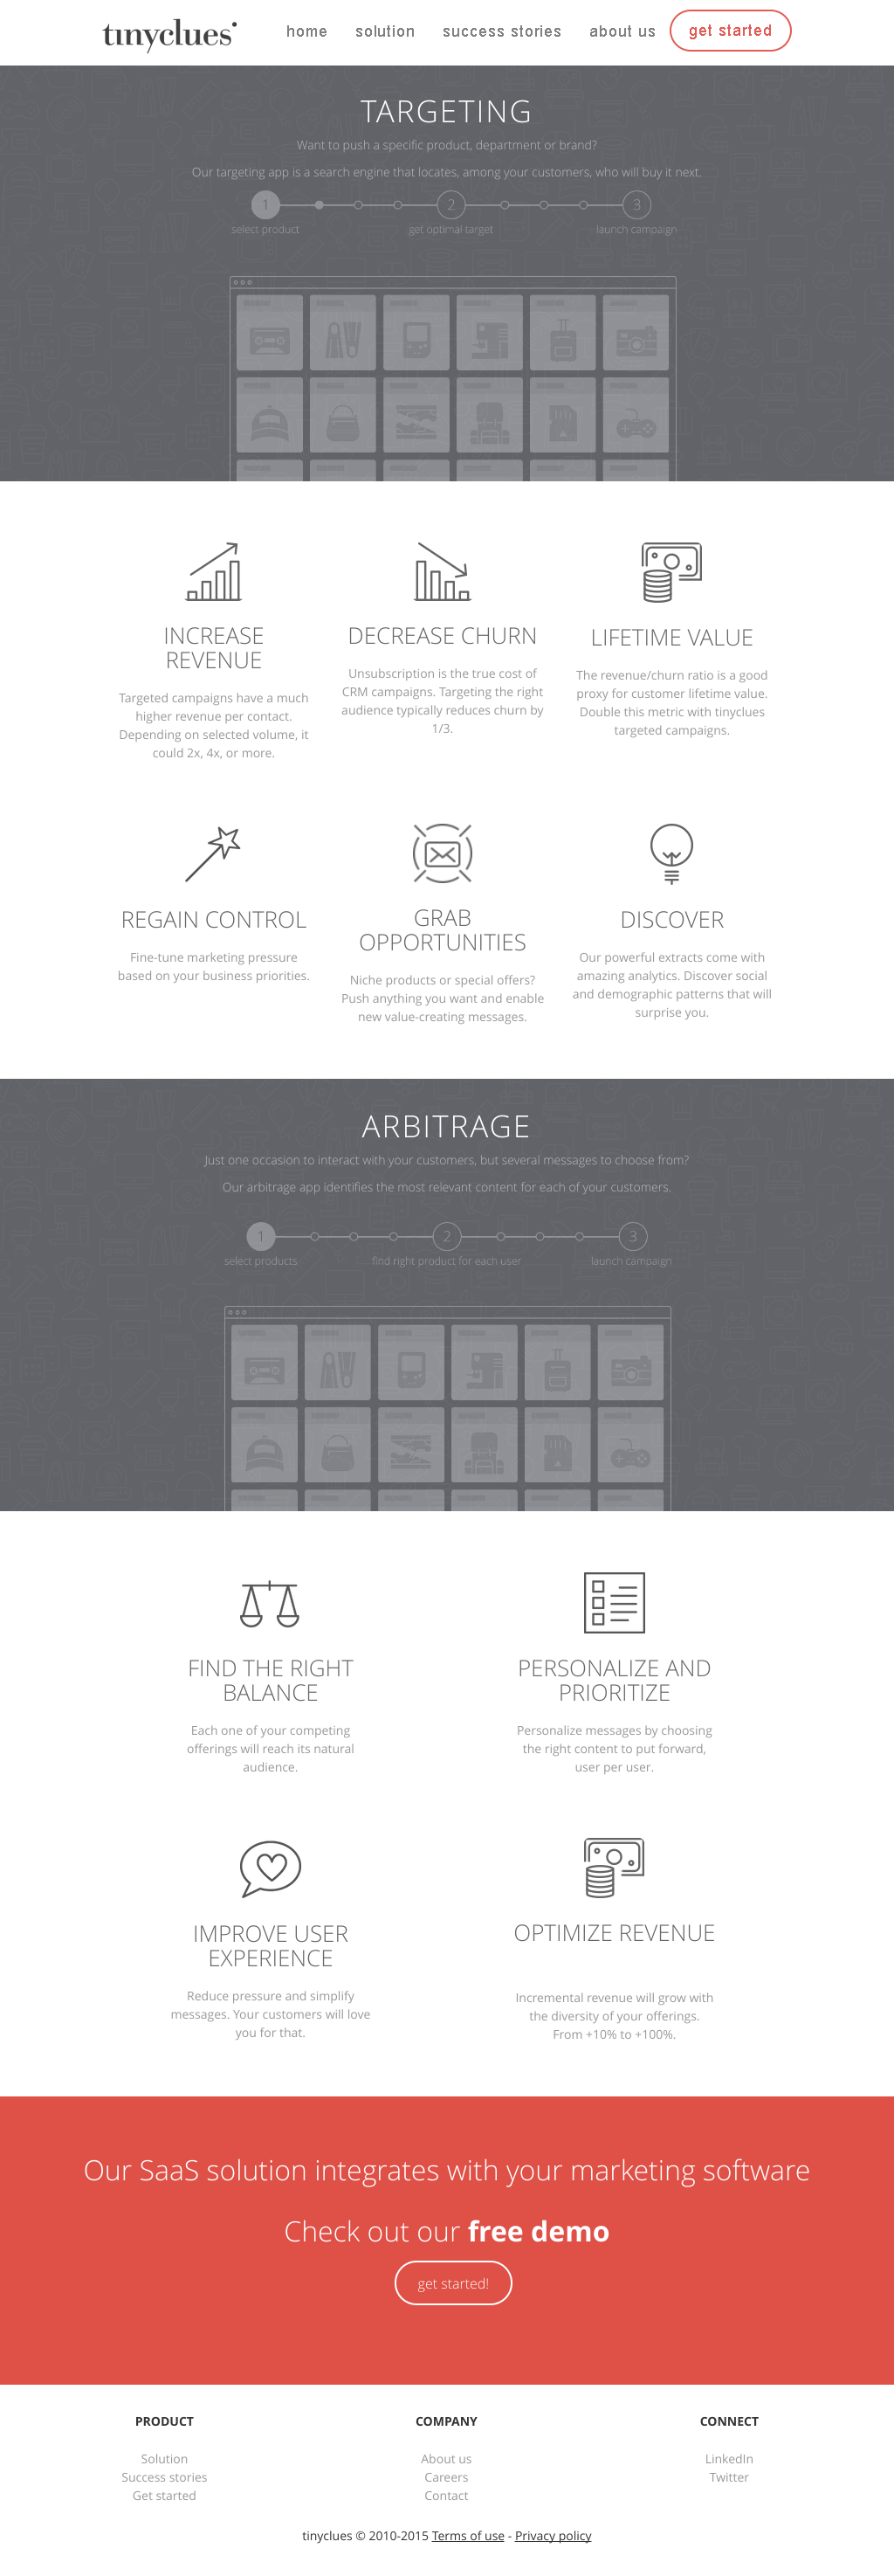 tinyclues
home solution success stories about us get started
TARGETING
Want to push a specific product, department or brand?
Our targeting app is a search engine that locates, among your customers, who will buy it next.
1 2 3
select product get optimal target launch campaign
INCREASE
REVENUE
Targeted campaigns have a much
higher revenue per contact.
Depending on selected volume, it
could 2x, 4x, or more.
DECREASE CHURN
Unsubscription is the true cost of
CRM campaigns. Targeting the right
audience typically reduces churn by
1/3.
LIFETIME VALUE
The revenue/churn ratio is a good
proxy for customer lifetime value.
Double this metric with tinyclues
targeted campaigns.
REGAIN CONTROL
Fine-tune marketing pressure
based on your business priorities.
GRAB
OPPORTUNITIES
Niche products or special offers?
Push anything you want and enable
new value-creating messages.
DISCOVER
Our powerful extracts come with
amazing analytics. Discover social
and demographic patterns that will
surprise you.
ARBITRAGE
Just one occasion to interact with your customers, but several messages to choose from?
Our arbitrage app identifies the most relevant content for each of your customers.
1 2 3
select products find right product for each user launch campaign
FIND THE RIGHT
BALANCE
Each one of your competing
offerings will reach its natural
audience.
PERSONALIZE AND
PRIORITIZE
Personalize messages by choosing
the right content to put forward,
user per user.
IMPROVE USER
EXPERIENCE
Reduce pressure and simplify
messages. Your customers will love
you for that.
OPTIMIZE REVENUE
Incremental revenue will grow with
the diversity of your offerings.
From +10% to +100%.
Our SaaS solution integrates with your marketing software
Check out our free demo
get started!
PRODUCT
Solution
Success stories
Get started
COMPANY
About us
Careers
Contact
CONNECT
LinkedIn
Twitter
tinyclues © 2010-2015 Terms of use - Privacy policy